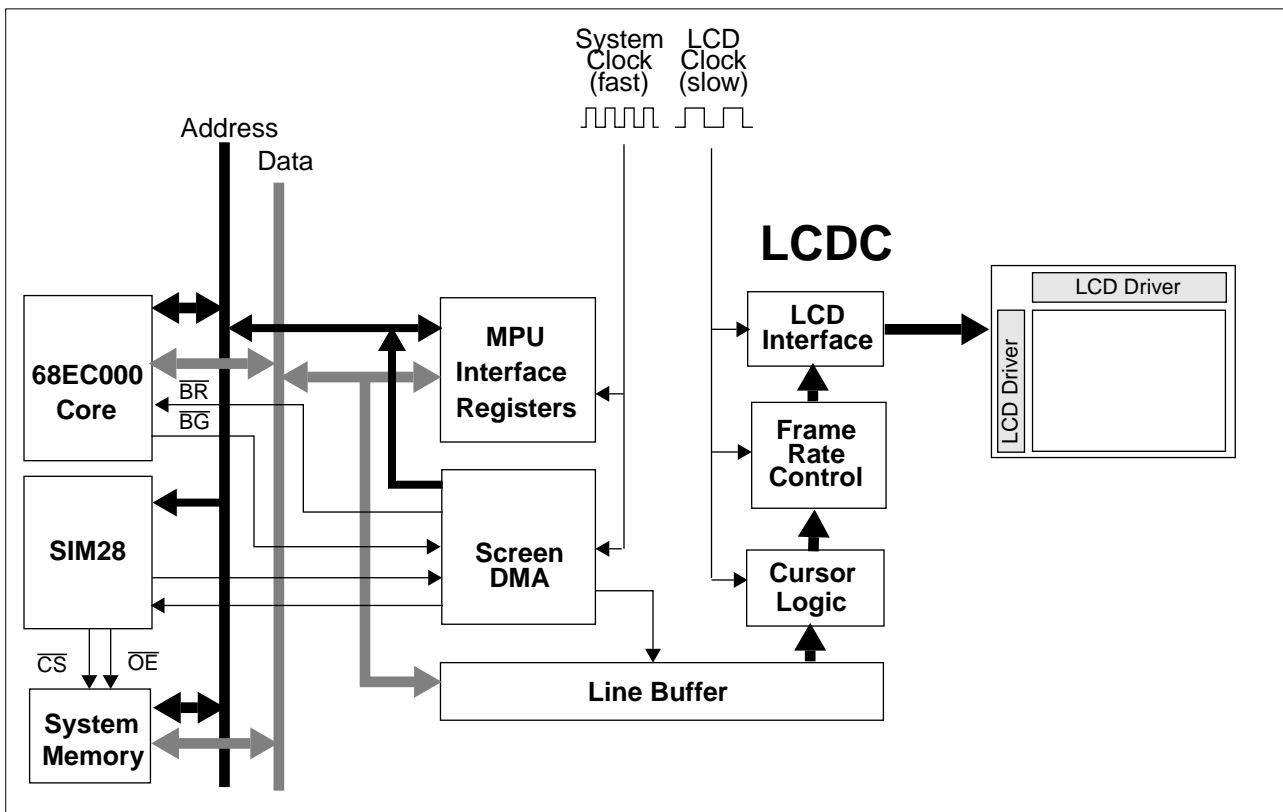 System
Clock
(fast)
LCD
Clock
(slow)
Address
Data
LCDC
68EC000
Core
BR
BG
MPU
Interface
Registers
LCD
Interface
LCD Driver
LCD Driver
Frame
Rate
Control
SIM28
Screen
DMA
Cursor
Logic
CS
OE
Line Buffer
System
Memory